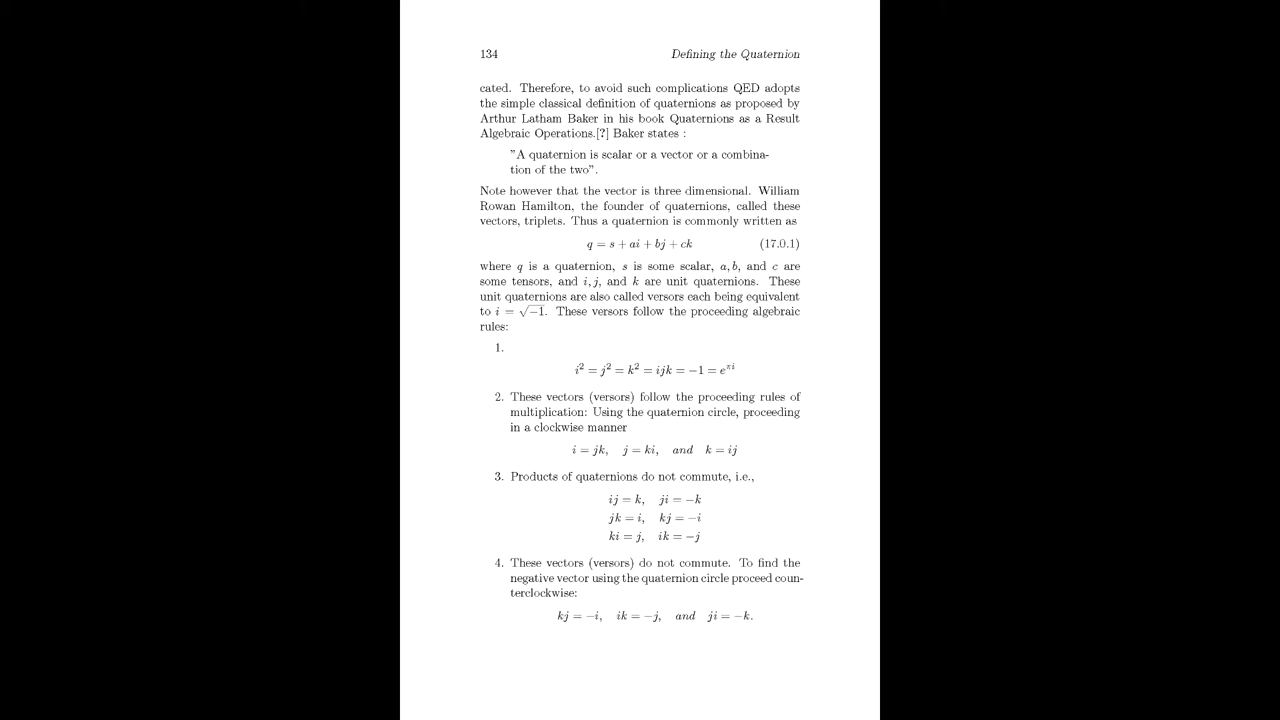 134 Defining the Quaternion
cated. Therefore, to avoid such complications QED adopts
the simple classical definition of quaternions as proposed by
Arthur Latham Baker in his book Quaternions as a Result
Algebraic Operations.[?] Baker states :
”A quaternion is scalar or a vector or a combina-
tion of the two”.
Note however that the vector is three dimensional. William
Rowan Hamilton, the founder of quaternions, called these
vectors, triplets. Thus a quaternion is commonly written as
q = s + ai + bj + ck (17.0.1)
where q is a quaternion, s is some scalar, a, b, and c are
some tensors, and i, j, and k are unit quaternions. These
unit quaternions are also called versors each being equivalent
to i = √−1. These versors follow the proceeding algebraic
rules:
1.
i² = j² = k² = ijk = −1 = e^{πi}
2. These vectors (versors) follow the proceeding rules of
multiplication: Using the quaternion circle, proceeding
in a clockwise manner
i = jk, j = ki, and k = ij
3. Products of quaternions do not commute, i.e.,
ij = k, ji = −k
jk = i, kj = −i
ki = j, ik = −j
4. These vectors (versors) do not commute. To find the
negative vector using the quaternion circle proceed coun-
terclockwise:
kj = −i, ik = −j, and ji = −k.